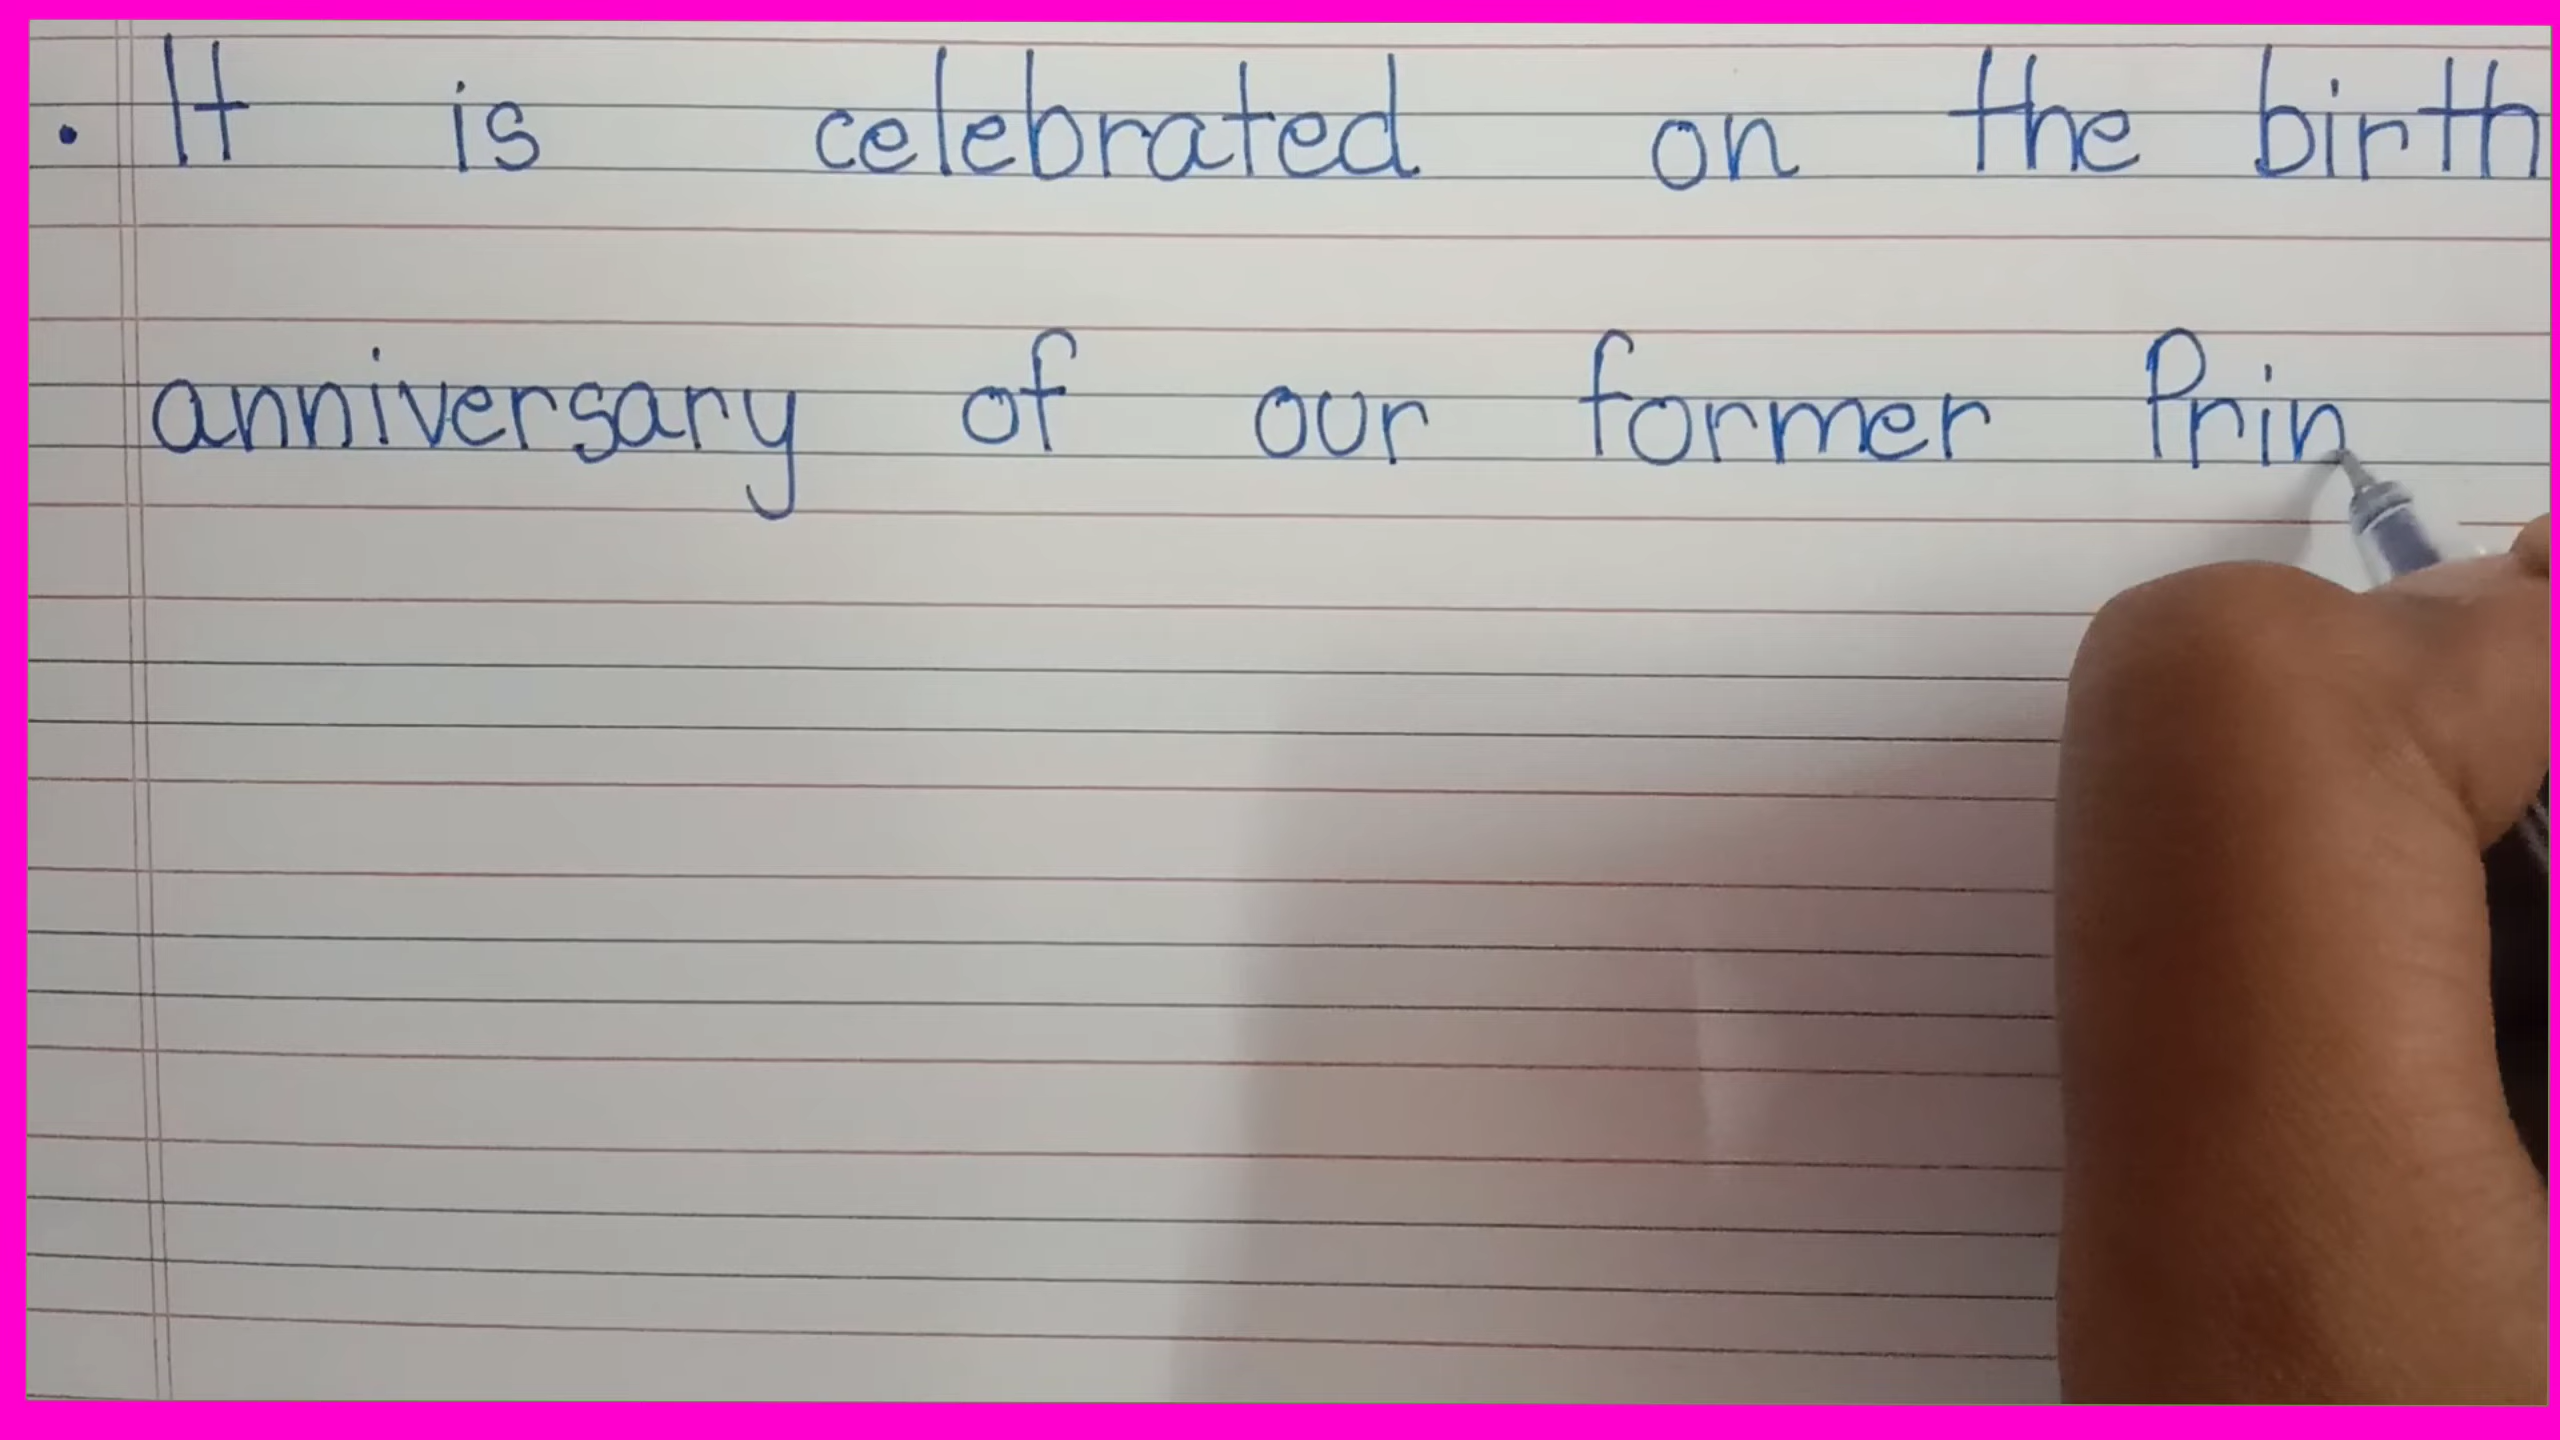 . It is celebrated on the birth
anniversary of our former Prin